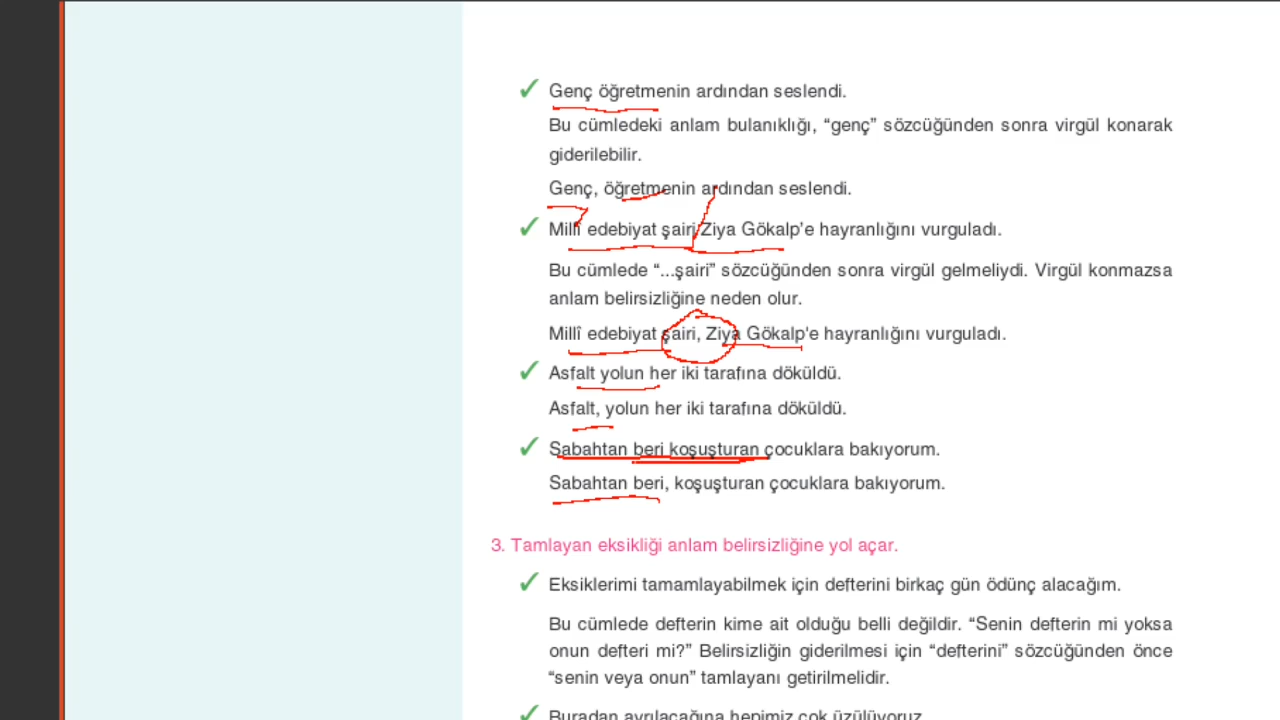 Genç öğretmenin ardından seslendi.
Bu cümledeki anlam bulanıklığı, “genç” sözcüğünden sonra virgül konarak
giderilebilir.
Genç, öğretmenin ardından seslendi.
Millî edebiyat şairi Ziya Gökalp’e hayranlığını vurguladı.
Bu cümlede “...şairi” sözcüğünden sonra virgül gelmeliydi. Virgül konmazsa
anlam belirsizliğine neden olur.
Millî edebiyat şairi, Ziya Gökalp'e hayranlığını vurguladı.
Asfalt yolun her iki tarafına döküldü.
Asfalt, yolun her iki tarafına döküldü.
Sabahtan beri koşuşturan çocuklara bakıyorum.
Sabahtan beri, koşuşturan çocuklara bakıyorum.
3. Tamlayan eksikliği anlam belirsizliğine yol açar.
Eksiklerimi tamamlayabilmek için defterini birkaç gün ödünç alacağım.
Bu cümlede defterin kime ait olduğu belli değildir. “Senin defterin mi yoksa
onun defteri mi?” Belirsizliğin giderilmesi için “defterini” sözcüğünden önce
“senin veya onun” tamlayanı getirilmelidir.
Buradan ayrılacağına hepimiz çok üzülüyoruz.